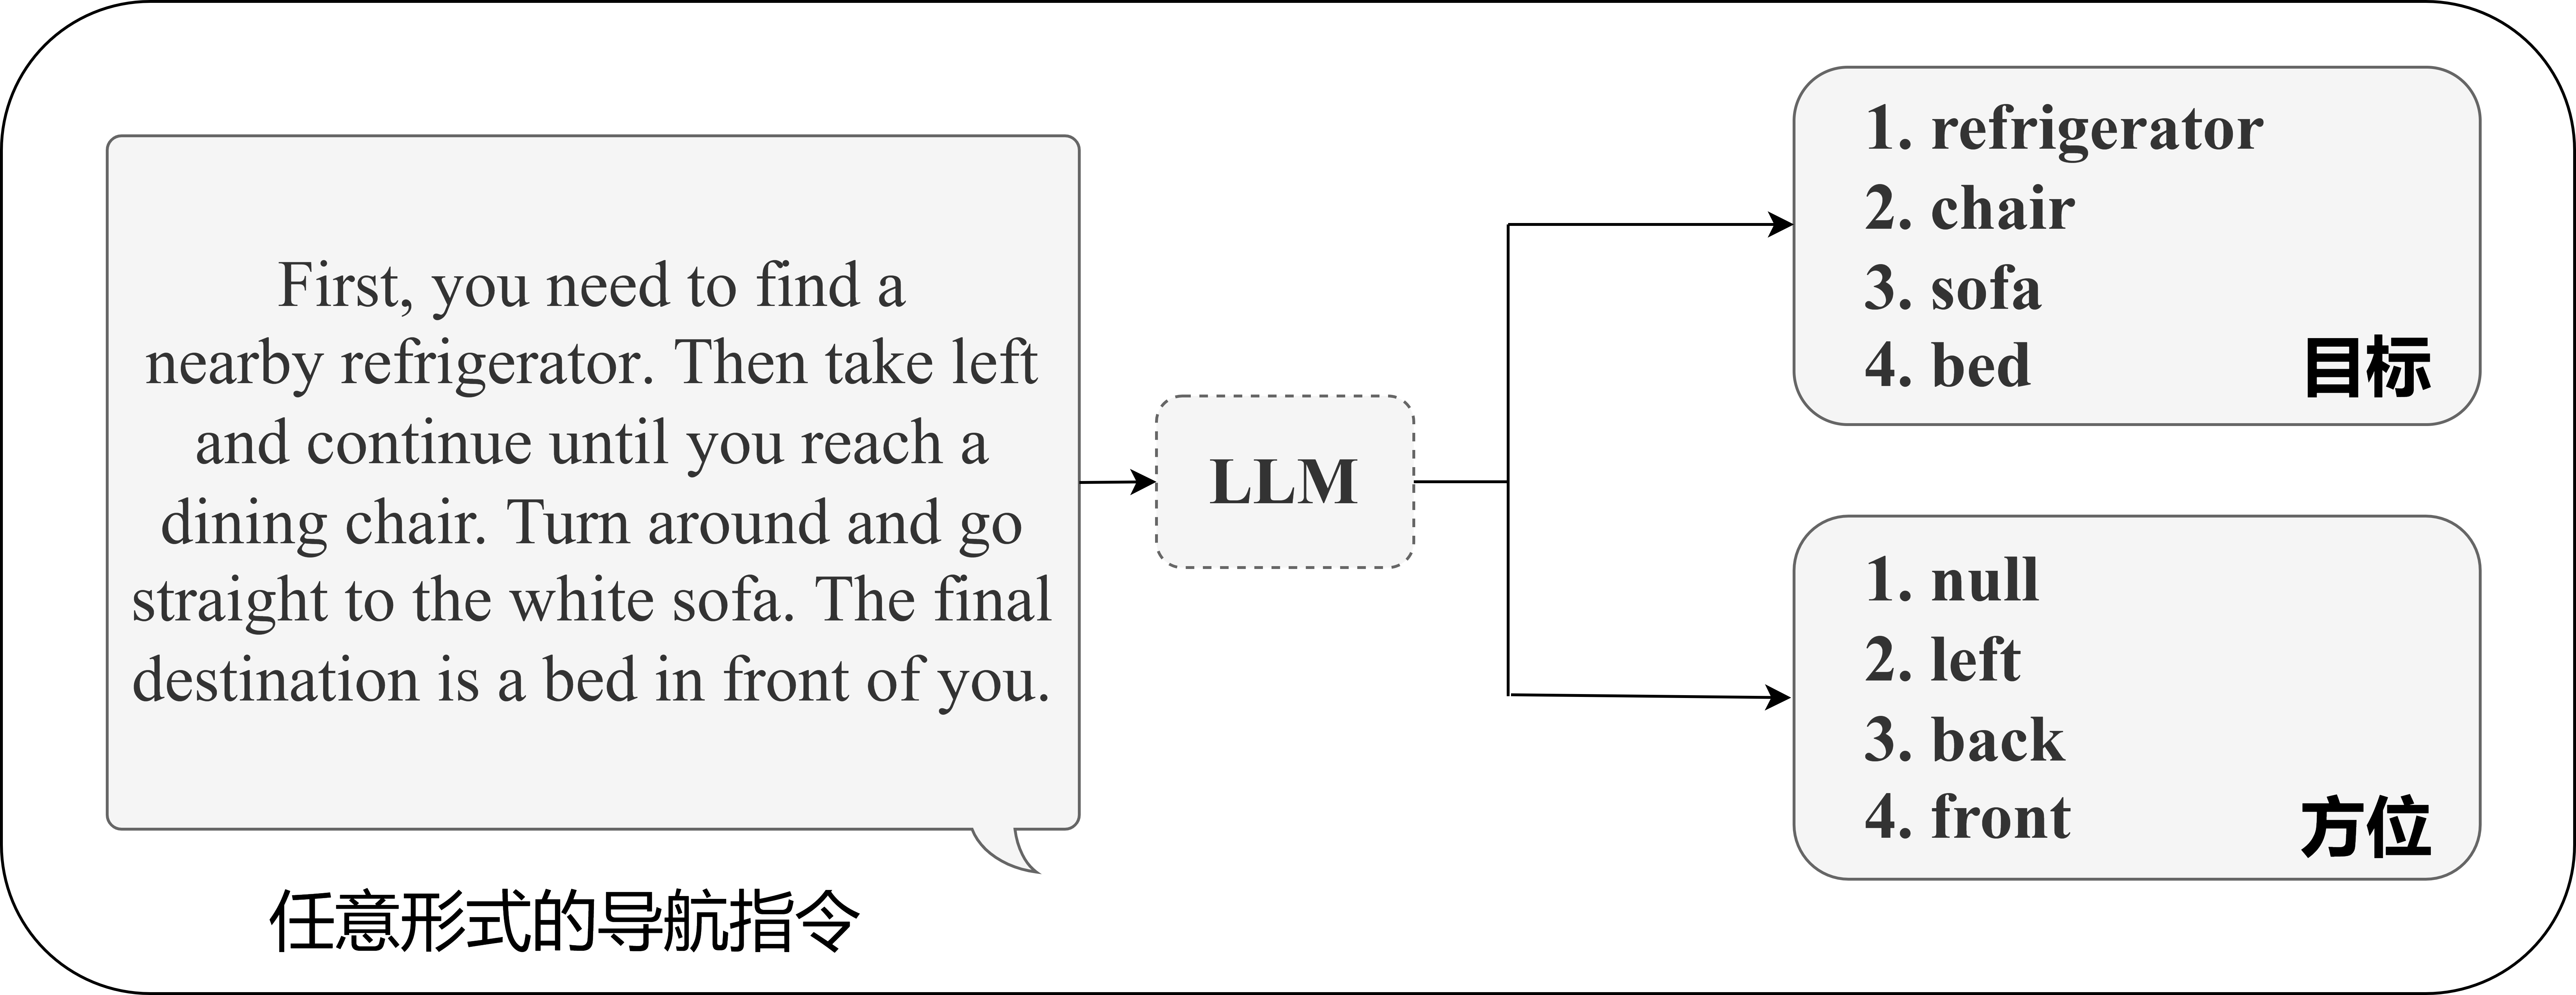 First, you need to find a
nearby refrigerator. Then take left
and continue until you reach a
dining chair. Turn around and go
straight to the white sofa. The final
destination is a bed in front of you.
任意形式的导航指令
LLM
1. refrigerator
2. chair
3. sofa
4. bed
目标
1. null
2. left
3. back
4. front
方位